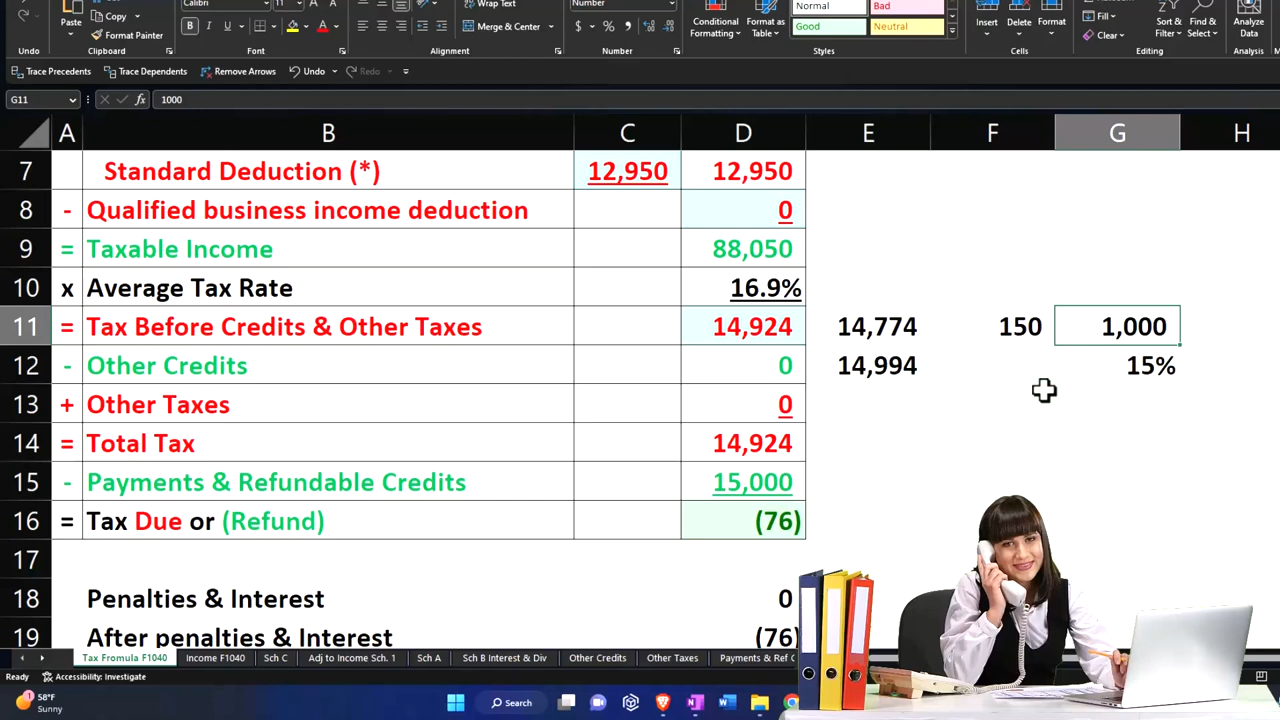 Calibri 11 Wrap Text Number Normal Bad
Paste Copy B I U Merge & Center $ % , Conditional Format as Good Neutral Insert Delete Format Fill Sort & Find & Analyze
Format Painter Formatting Table Clear Filter Select Data
Undo Clipboard Font Alignment Number Styles Cells Editing Analysis
Trace Precedents Trace Dependents Remove Arrows Undo Redo
G11 fx 1000
A B C D E F G H
7 Standard Deduction (*) 12,950 12,950
8 - Qualified business income deduction 0
9 = Taxable Income 88,050
10 x Average Tax Rate 16.9%
11 = Tax Before Credits & Other Taxes 14,924 14,774 150 1,000
12 - Other Credits 0 14,994 15%
13 + Other Taxes 0
14 = Total Tax 14,924
15 - Payments & Refundable Credits 15,000
16 = Tax Due or (Refund) (76)
17
18 Penalties & Interest 0
19 After penalties & Interest (76)
Tax Fromula F1040 Income F1040 Sch C Adj to Income Sch. 1 Sch A Sch B Interest & Div Other Credits Other Taxes Payments & Ref C
Ready Accessibility: Investigate
58°F
Sunny
Search